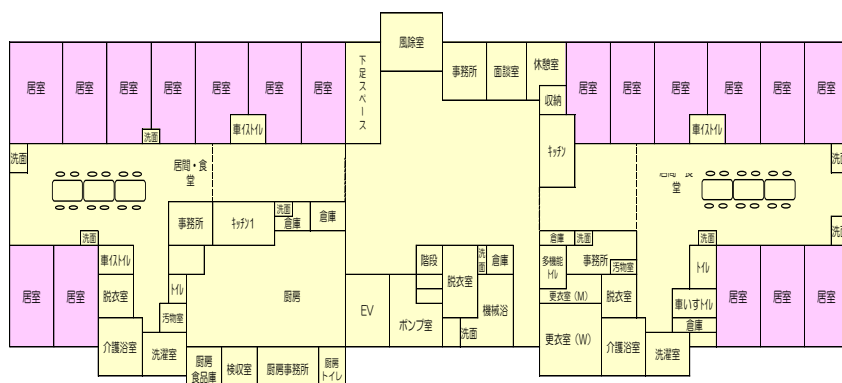 風除室
居室
居室
居室
居室
居室
居室
居室
下足スペース
事務所
面談室
休憩室
居室
居室
居室
居室
居室
居室
収納
洗面
車イストイレ
車イストイレ
洗面
居間・食
堂
キッチン
堂
洗面
事務所
キッチン1
洗面
倉庫
倉庫
洗面
洗面
倉庫
洗面
洗面
居室
居室
車イストイレ
脱衣室
トイレ
汚物室
介護浴室
洗濯室
厨房
EV
階段
ポンプ室
脱衣室
洗面
倉庫
機械浴
洗面
多機能
トイレ
事務所
汚物室
更衣室（M）
更衣室（W）
脱衣室
介護浴室
トイレ
車いすトイレ
倉庫
洗濯室
居室
居室
居室
厨房
食品庫
検収室
厨房事務所
厨房
トイレ